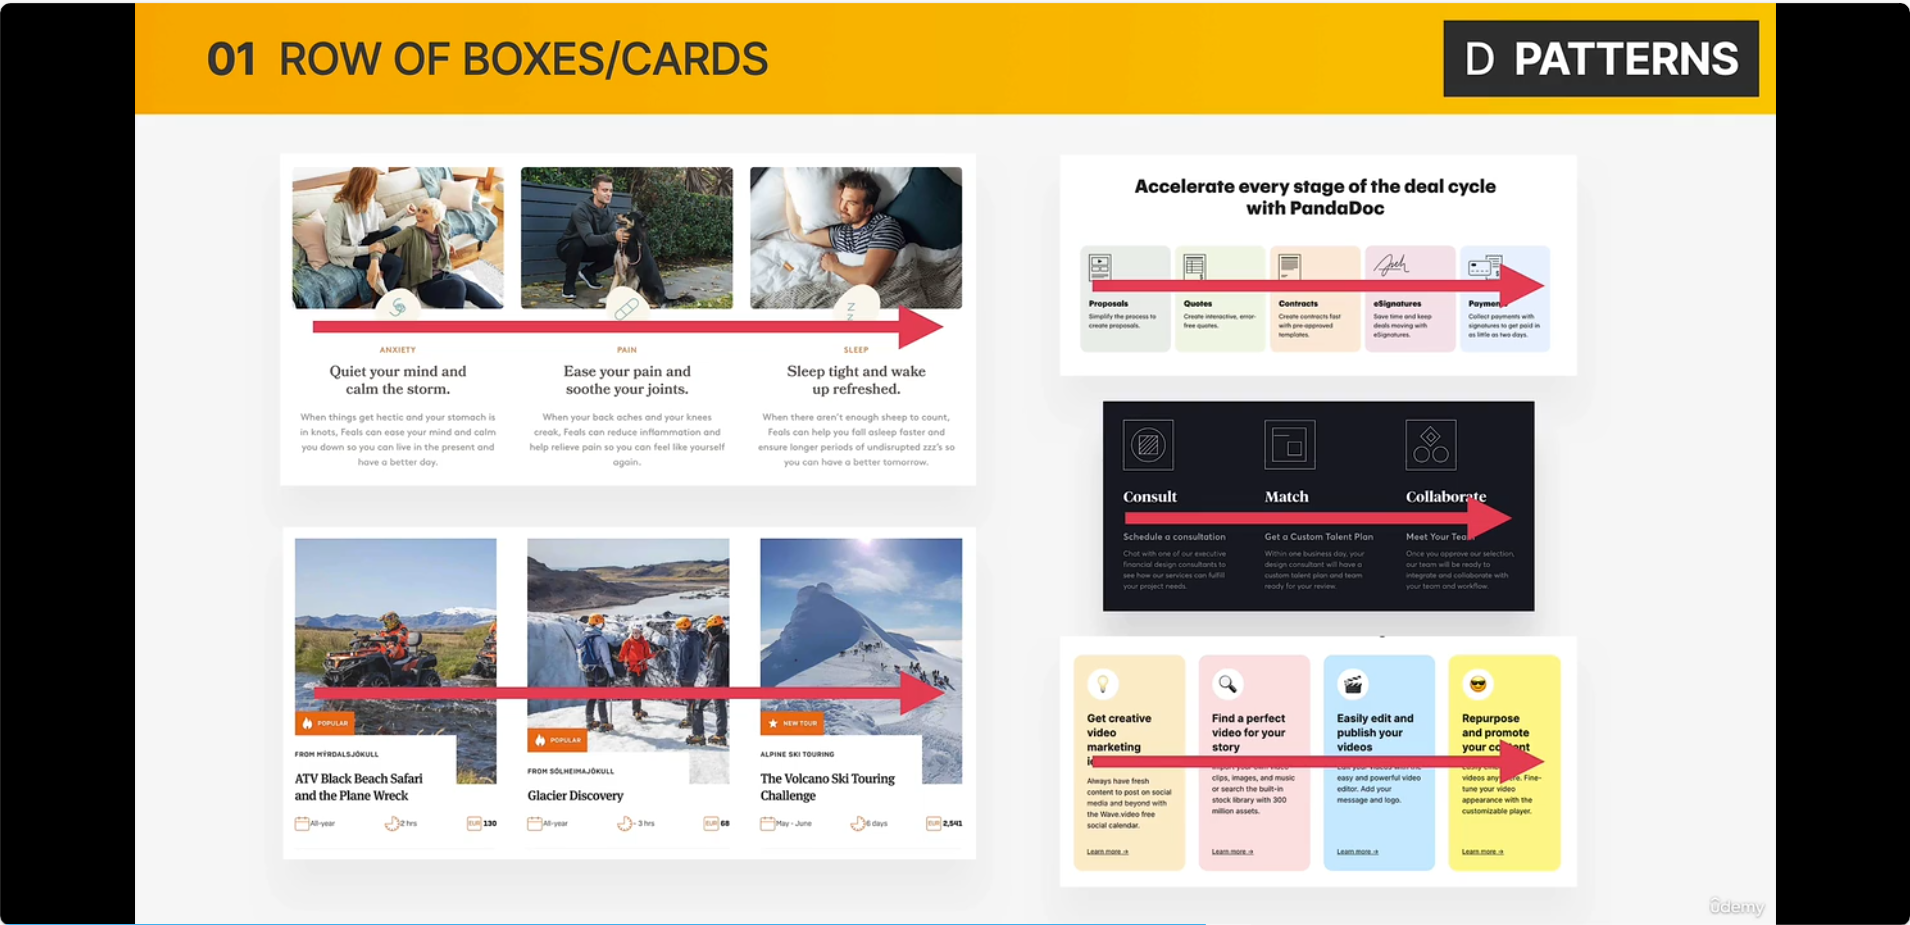 01 ROW OF BOXES/CARDS
D PATTERNS
ANXIETY
Quiet your mind and
calm the storm.
When things get hectic and your stomach is
in knots, Feals can ease your mind and calm
you down so you can live in the present and
have a better day.
PAIN
Ease your pain and
soothe your joints.
When your back aches and your knees
creak, Feals can reduce inflammation and
help relieve pain so you can feel like yourself
again.
Z
Z
SLEEP
Sleep tight and wake
up refreshed.
When there aren't enough sheep to count,
Feals can help you fall asleep faster and
ensure longer periods of undisrupted zzz's so
you can have a better tomorrow.
POPULAR
FROM MÝRDALSJÖKULL
ATV Black Beach Safari
and the Plane Wreck
All-year
2 hrs
EUR 130
POPULAR
FROM SÓLHEIMAJÖKULL
Glacier Discovery
All-year
3 hrs
EUR 68
NEW TOUR
ALPINE SKI TOURING
The Volcano Ski Touring
Challenge
May - June
6 days
EUR 2,541
Accelerate every stage of the deal cycle
with PandaDoc
Proposals
Simplify the process to
create proposals.
Quotes
Create interactive, error-
free quotes.
Contracts
Create contracts fast
with pre-approved
templates.
eSignatures
Save time and keep
deals moving with
eSignatures.
Collect payments with
signatures to get paid in
as little as two days.
Consult
Schedule a consultation
Chat with one of our executive
financial design consultants to
see how our services can fulfill
your project needs.
Match
Get a Custom Talent Plan
Within one business day, your
design consultant will have a
custom talent plan and team
ready for your review.
Collaborate
Meet Your
Once you approve our selection,
our team will be ready to
integrate and collaborate with
your team and workflow.
Get creative
video
marketing
Always have fresh
content to post on social
media and beyond with
the Wave.video free
social calendar.
Learn more →
Find a perfect
video for your
story
clips, images, and music
or search the built-in
stock library with 300
million assets.
Learn more →
Easily edit and
publish your
videos
easy and powerful video
editor. Add your
message and logo.
Learn more →
Repurpose
and promote
your content
videos Fine-
tune your video
appearance with the
customizable player.
Learn more →
ûdemy